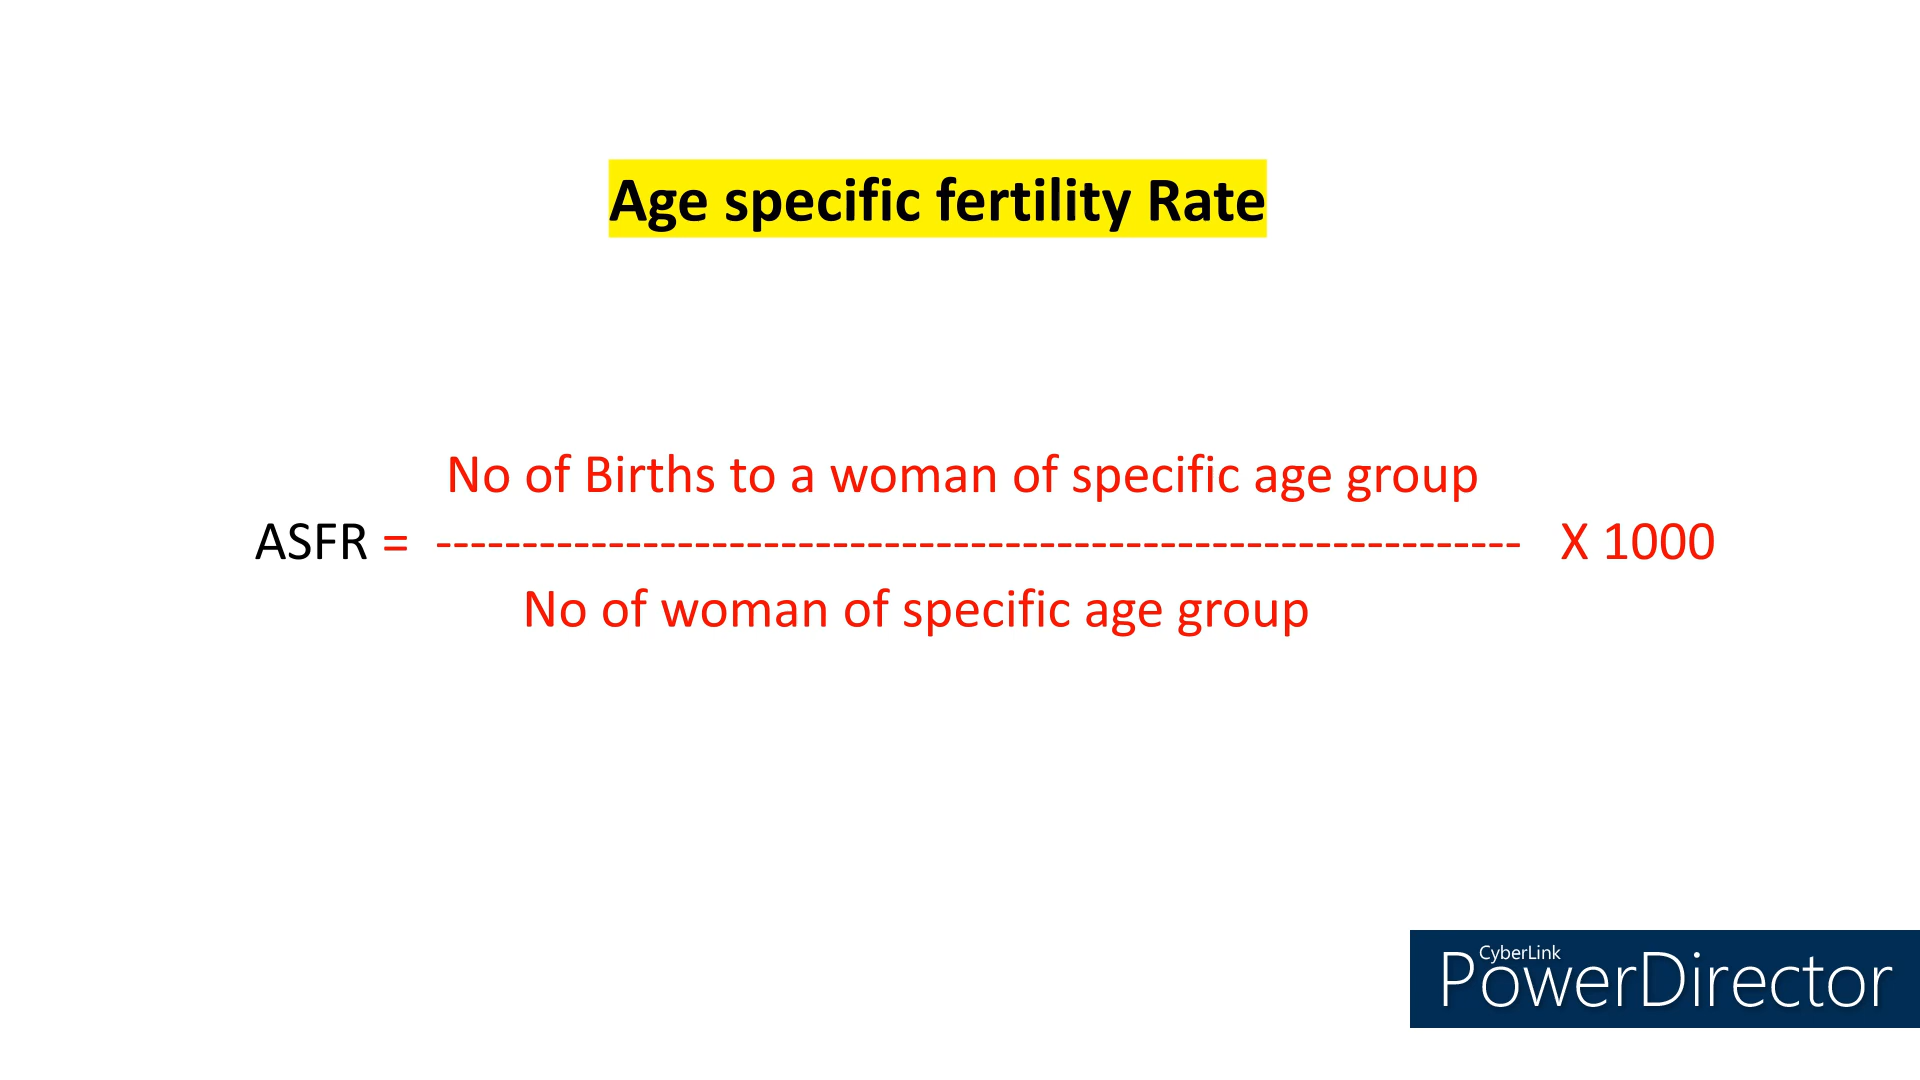 Age specific fertility Rate
No of Births to a woman of specific age group
ASFR = --------------------------------------------------------------- X 1000
No of woman of specific age group
CyberLink
PowerDirector